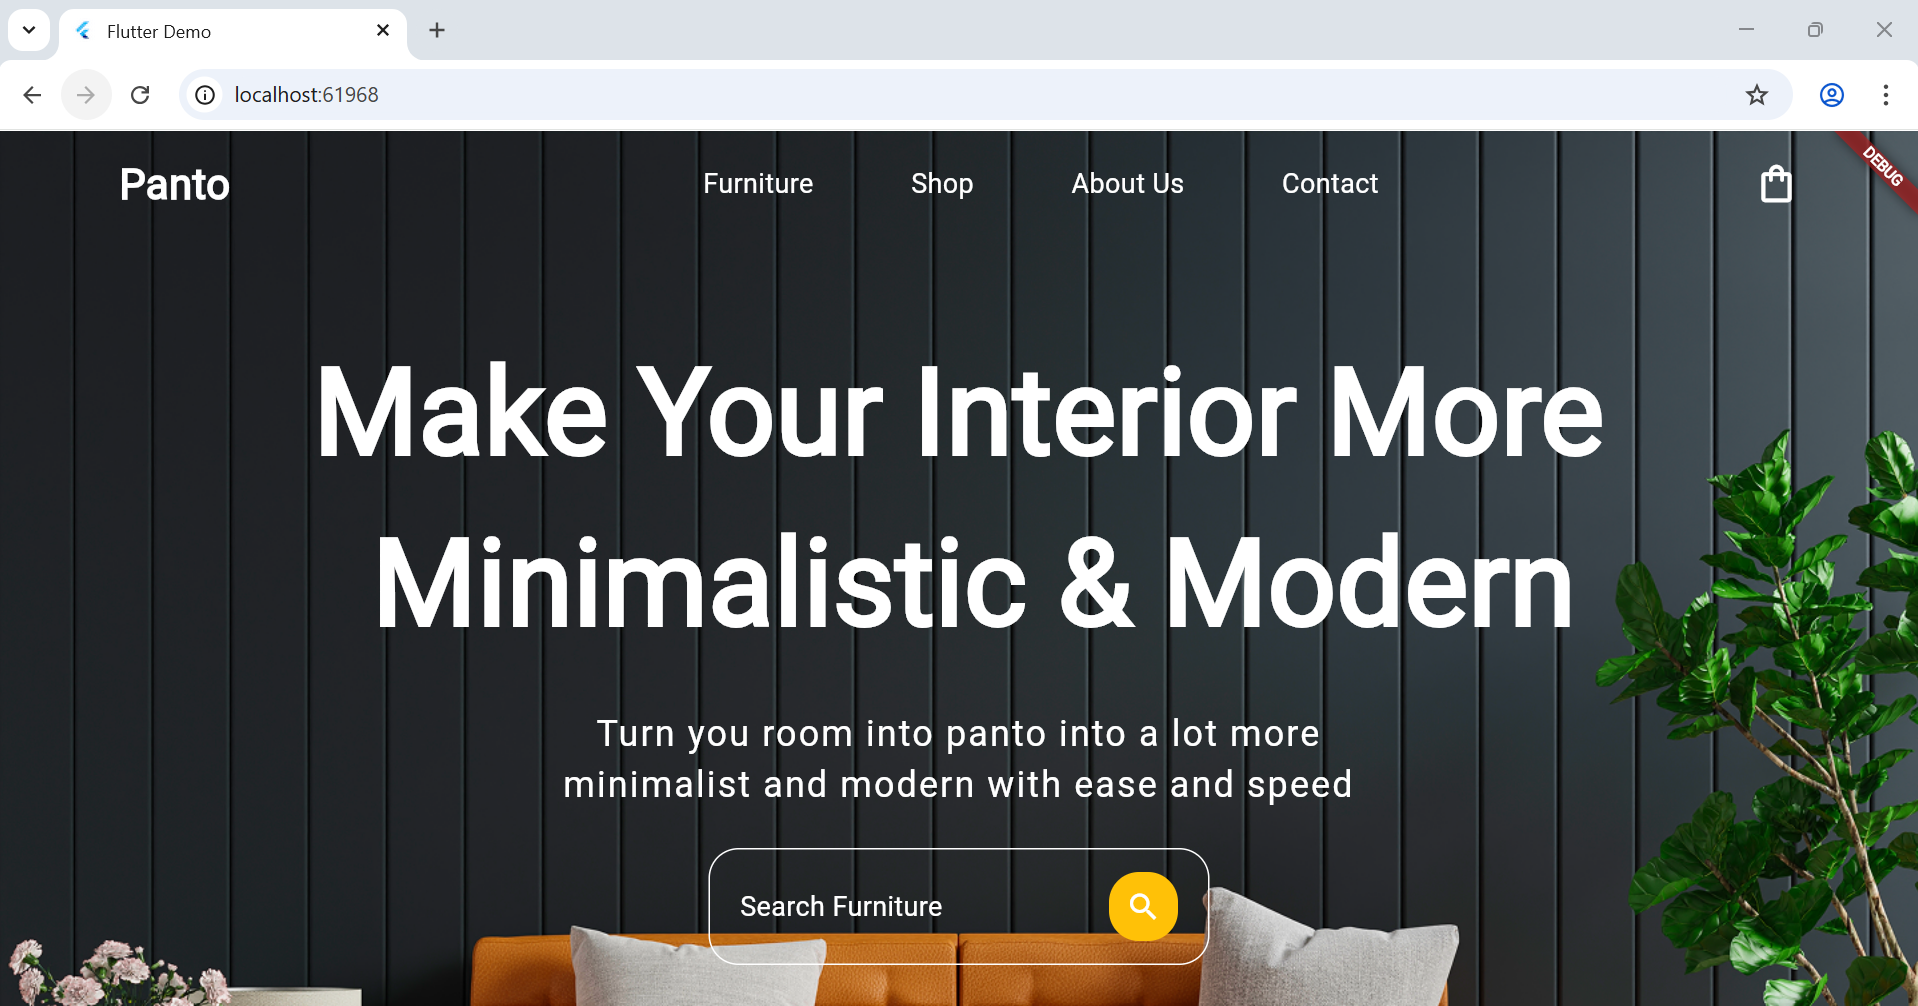 Flutter Demo
localhost:61968
Panto
Furniture
Shop
About Us
Contact
DEBUG
Make Your Interior More
Minimalistic & Modern
Turn you room into panto into a lot more
minimalist and modern with ease and speed
Search Furniture